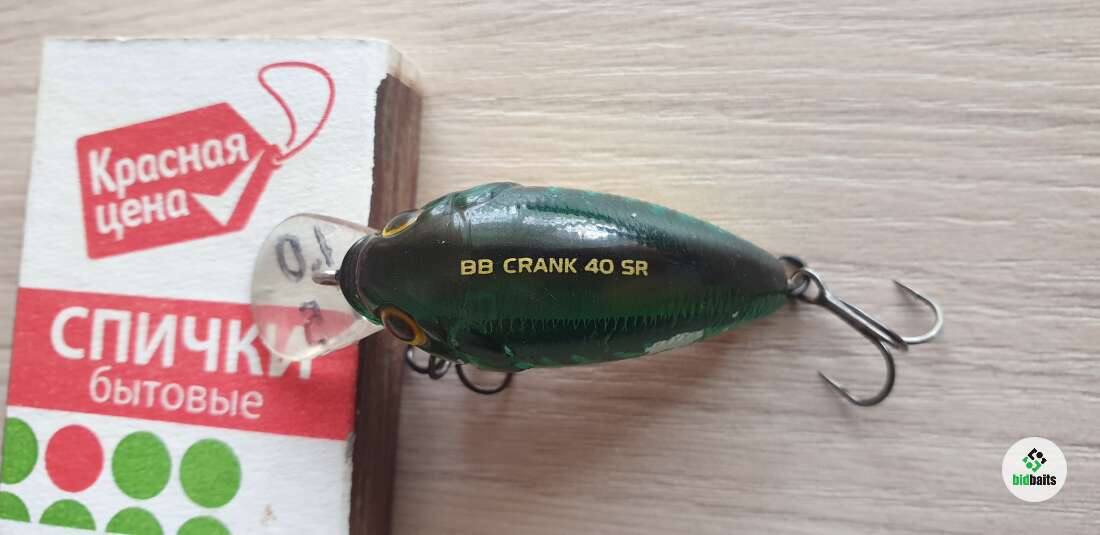 Красная
цена
СПИЧКИ
бытовые
BB CRANK 40 SR
bidbaits